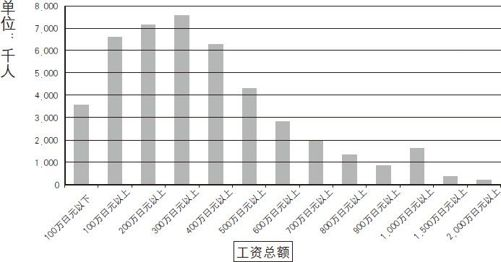 单位：千人
8 000
7 000
6 000
5 000
4 000
3 000
2 000
1 000
0
100万日元以下
100万日元以上
200万日元以上
300万日元以上
400万日元以上
500万日元以上
600万日元以上
700万日元以上
800万日元以上
900万日元以上
1,000万日元以上
1,500万日元以上
2,000万日元以上
工资总额